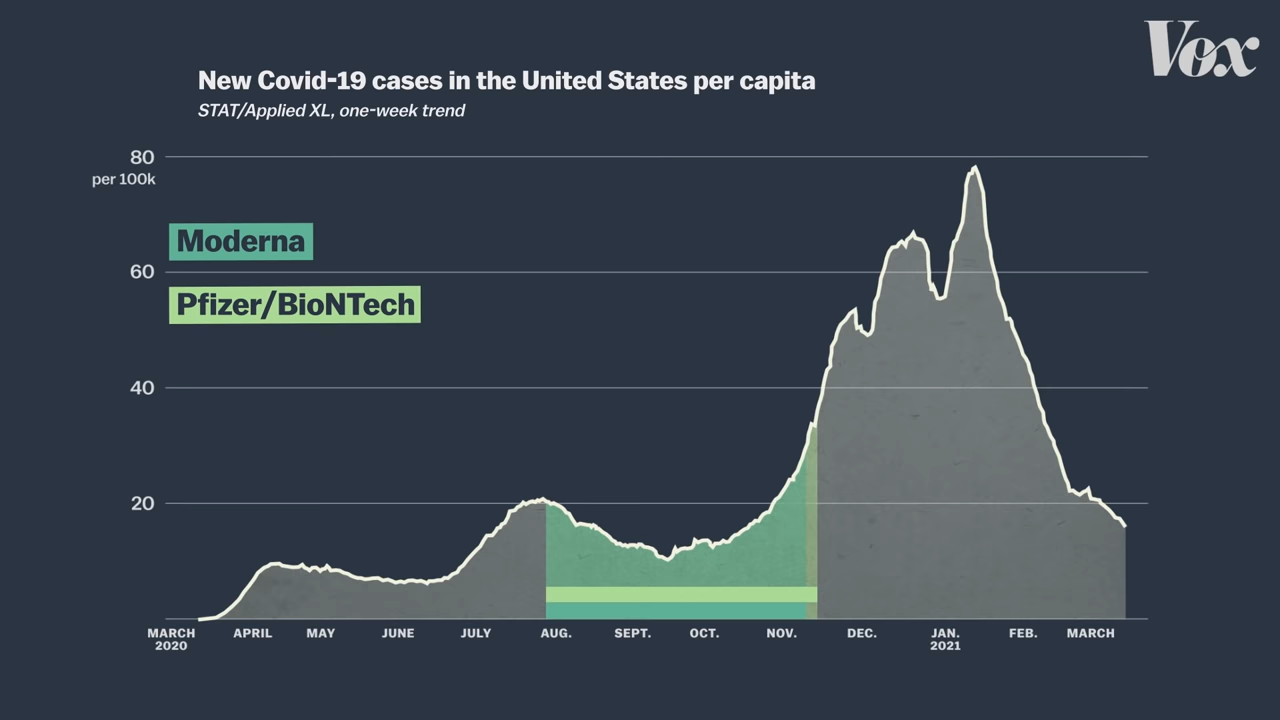 Vox
New Covid-19 cases in the United States per capita
STAT/Applied XL, one-week trend
80
per 100k
Moderna
60
Pfizer/BioNTech
40
20
MARCH APRIL MAY JUNE JULY AUG. SEPT. OCT. NOV. DEC. JAN. FEB. MARCH
2020 2021